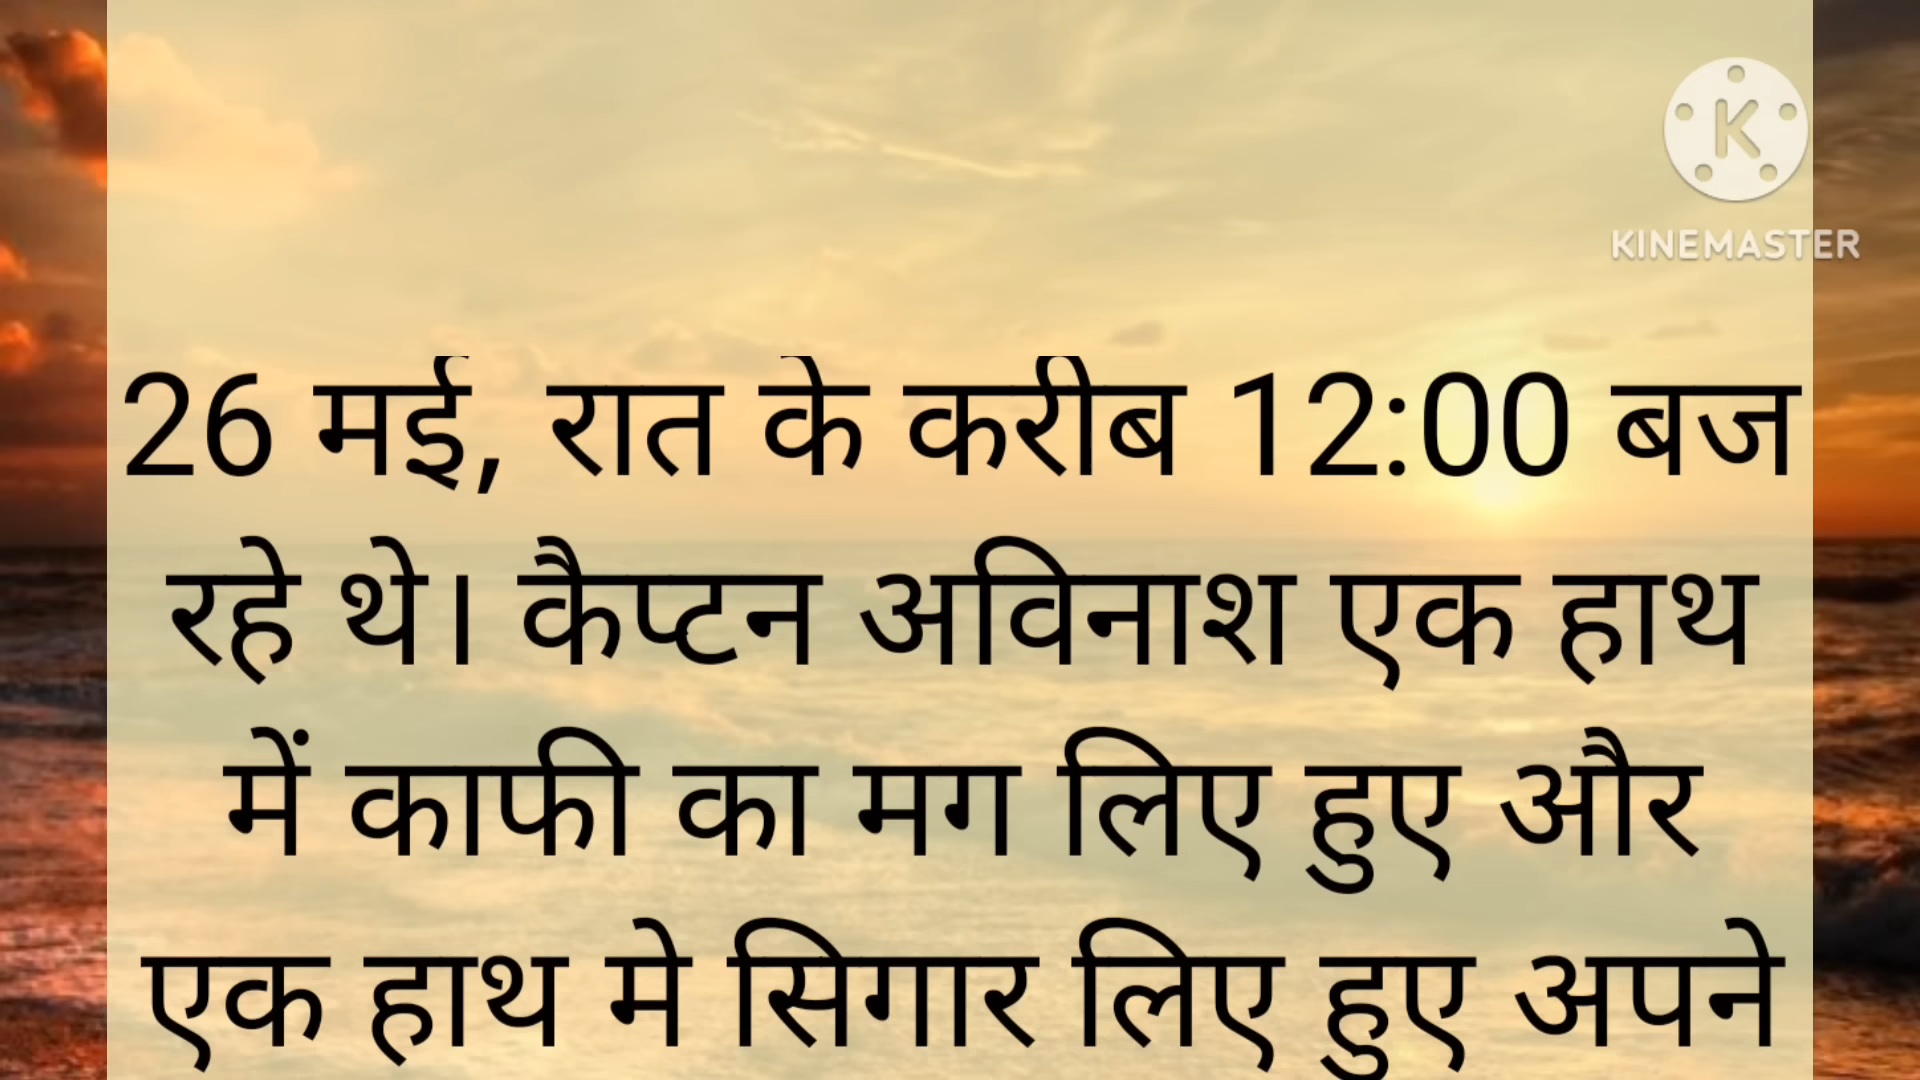 KINEMASTER
26 मई, रात के करीब 12:00 बज
रहे थे। कैप्टन अविनाश एक हाथ
में काफी का मग लिए हुए और
एक हाथ मे सिगार लिए हुए अपने